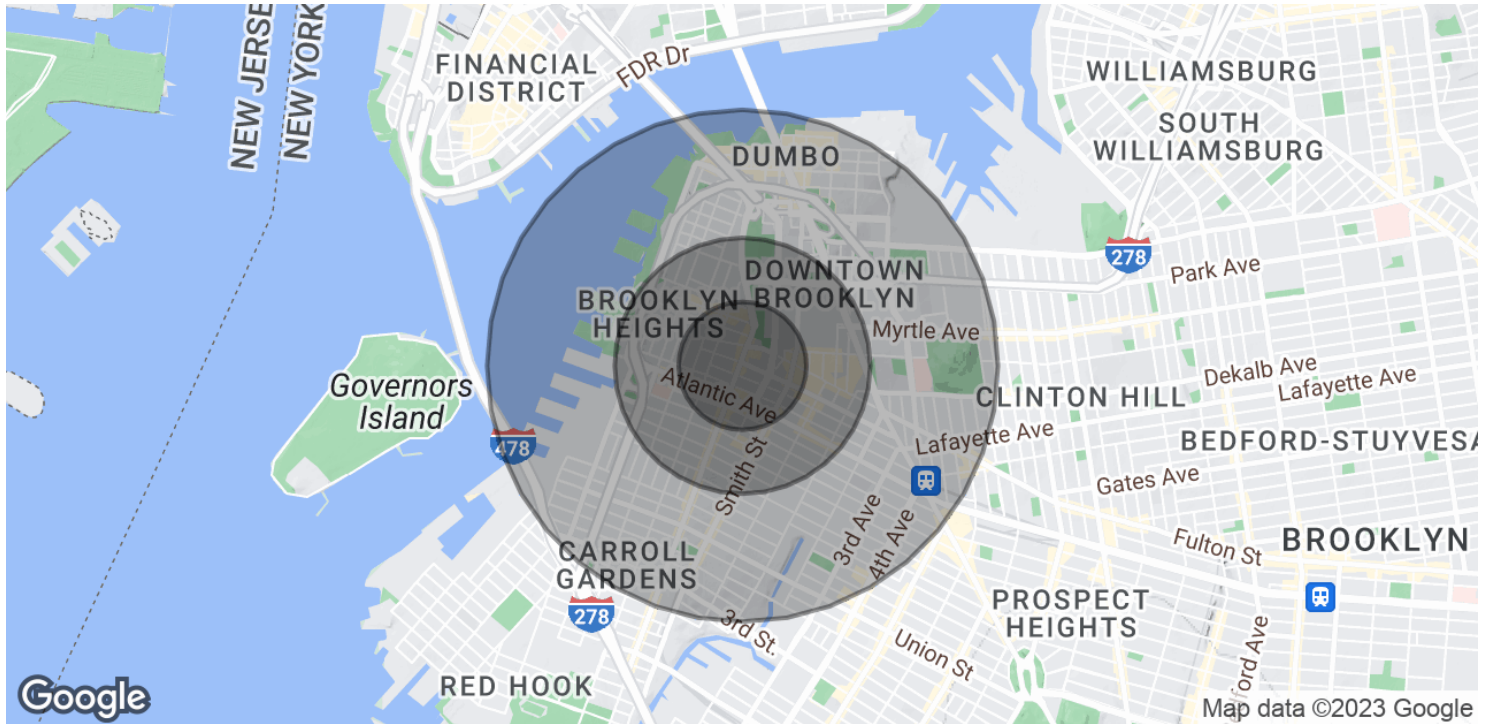 NEW JERSE
NEW YORK
FINANCIAL
DISTRICT
FDR Dr
WILLIAMSBURG
SOUTH
WILLIAMSBURG
DUMBO
278
Park Ave
DOWNTOWN
BROOKLYN
BROOKLYN
HEIGHTS
Myrtle Ave
Governors
Island
Atlantic Ave
Dekalb Ave
Lafayette Ave
CLINTON HILL
478
Lafayette Ave
BEDFORD-STUYVESA
Smith St
Gates Ave
3rd Ave
4th Ave
Fulton St
BROOKLYN
CARROLL
GARDENS
278
3rd St.
PROSPECT
HEIGHTS
Union St
ford Ave
RED HOOK
Google
Map data ©2023 Google